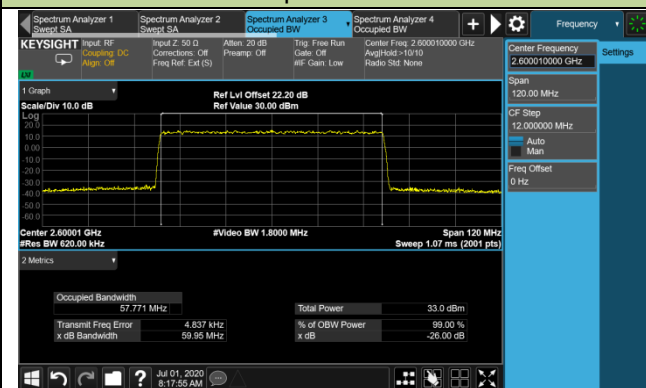 Spectrum Analyzer 1
Swept SA
Spectrum Analyzer 2
Swept SA
Spectrum Analyzer 3
Occupied BW
Spectrum Analyzer 4
Occupied BW
Frequency
KEYSIGHT
Input: RF
Coupling: DC
Align: Off
Input Z: 50 Ω
Corrections: Off
Freq Ref: Ext (S)
Atten: 20 dB
Preamp: Off
Trig: Free Run
Gate: Off
#IF Gain: Low
Center Freq: 2.600010000 GHz
Avg|Hold:>10/10
Radio Std: None
Center Frequency
2.600010000 GHz
Settings
Span
120.00 MHz
CF Step
12.000000 MHz
Auto
Man
Freq Offset
0 Hz
1 Graph
Scale/Div 10.0 dB
Ref Lvl Offset 22.20 dB
Ref Value 30.00 dBm
Log
20.0
10.0
0.00
-10.0
-20.0
-30.0
-40.0
-50.0
-60.0
Center 2.60001 GHz
#Res BW 620.00 kHz
#Video BW 1.8000 MHz
Span 120 MHz
Sweep 1.07 ms (2001 pts)
2 Metrics
Occupied Bandwidth
57.771 MHz
Total Power 33.0 dBm
Transmit Freq Error 4.837 kHz
% of OBW Power 99.00 %
x dB Bandwidth 59.95 MHz
x dB -26.00 dB
?
Jul 01, 2020
8:17:55 AM